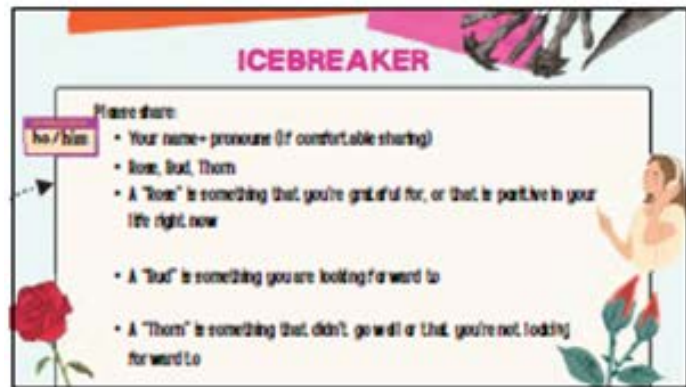 ICEBREAKER
Please share:
he/him
• Your name+ pronouns (if comfortable sharing)
• Rose, Bud, Thorn
• A "Rose" is something that you're grateful for, or that is positive in your
life right now
• A "Bud" is something you are looking forward to
• A "Thorn" is something that didn't go well or that you're not looking
forward to